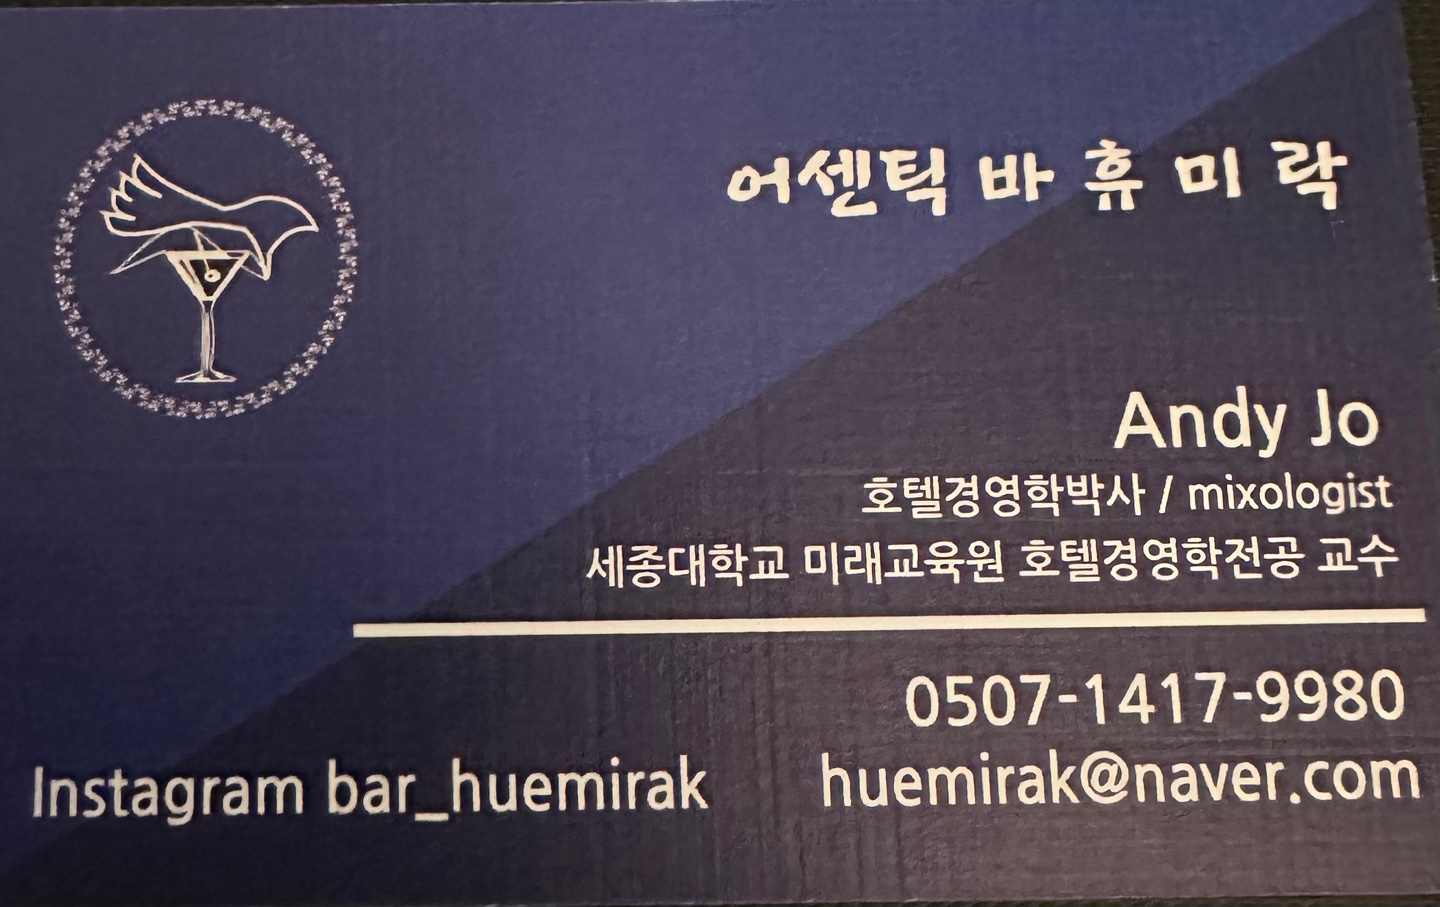 어센틱 바 휴 미 락
Andy Jo
호텔경영학박사 / mixologist
세종대학교 미래교육원 호텔경영학전공 교수
0507-1417-9980
Instagram bar_huemirak huemirak@naver.com